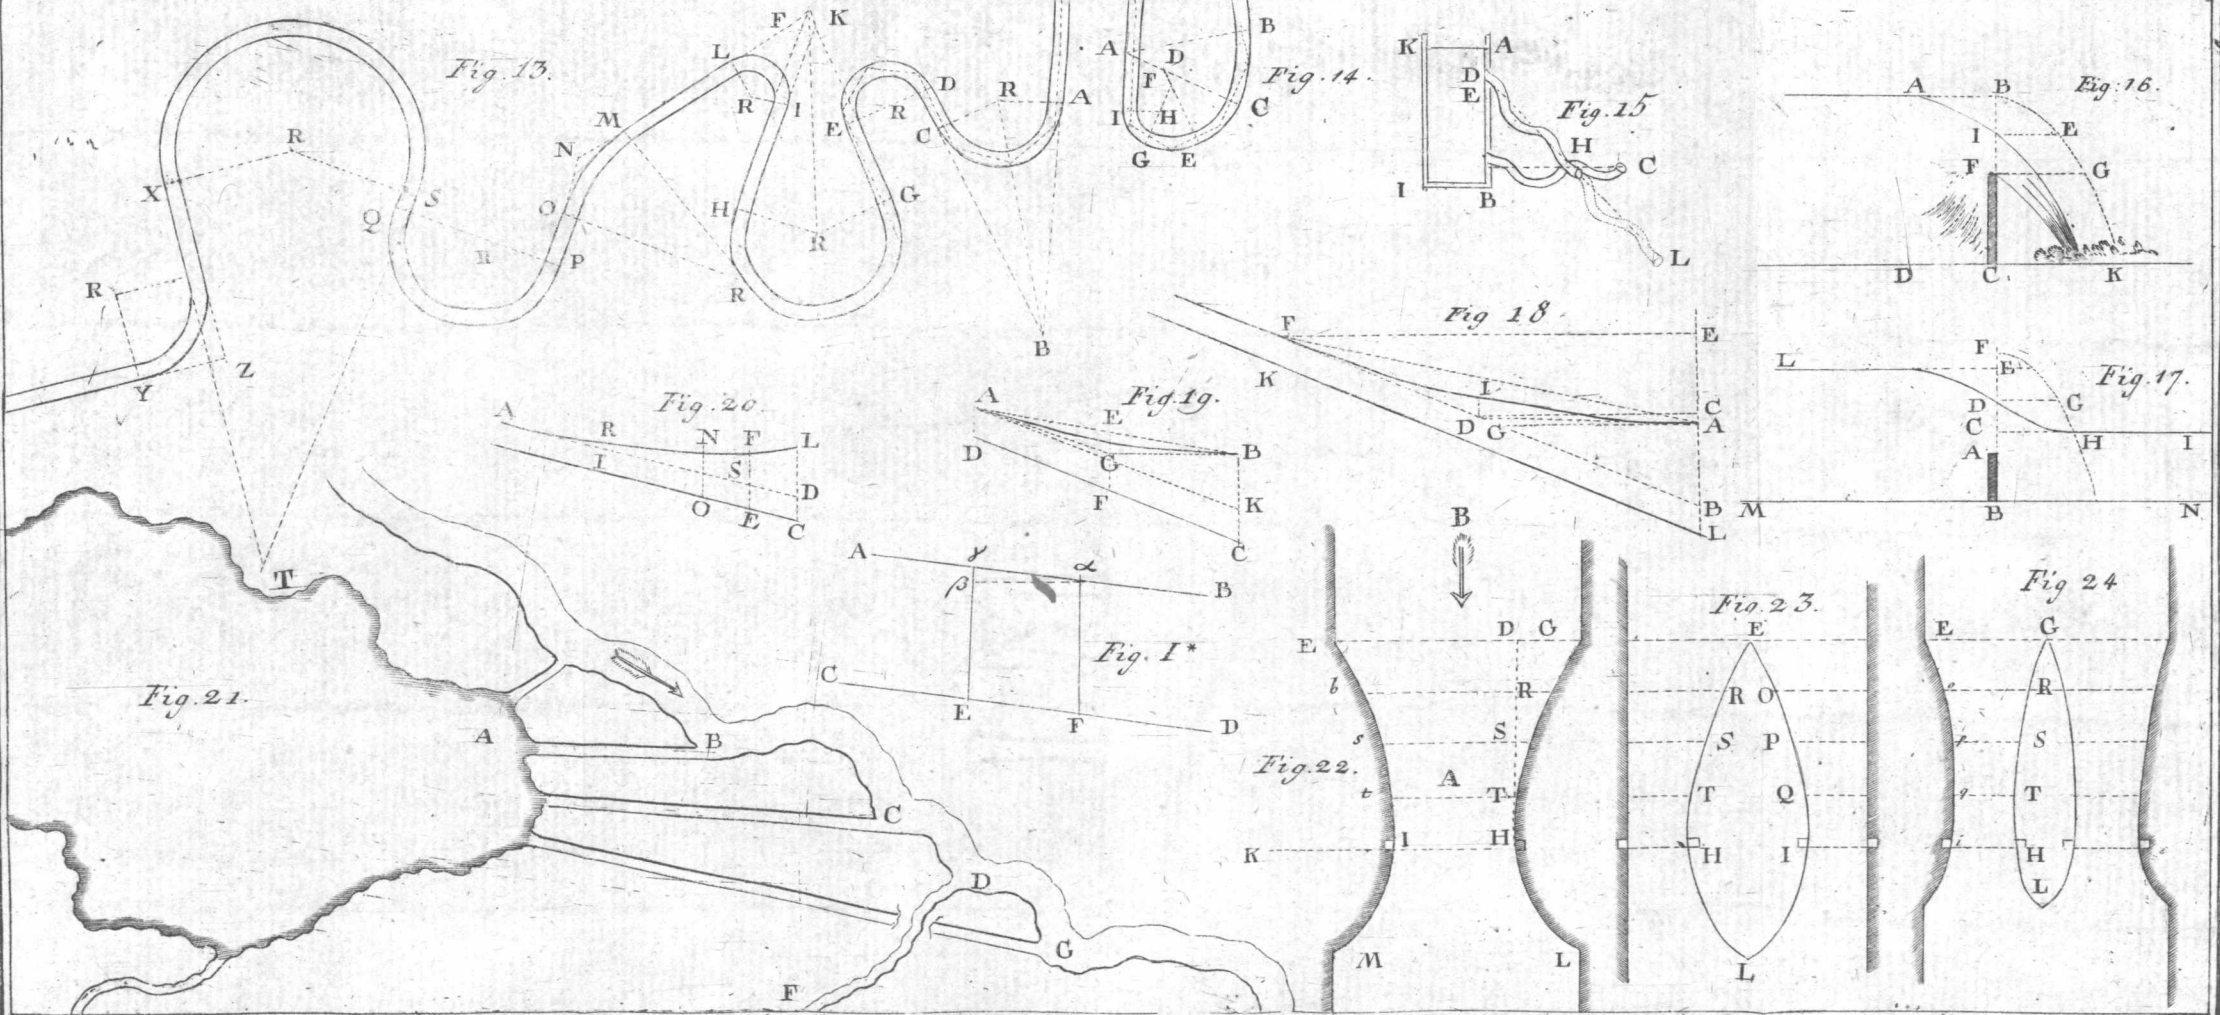 Fig. 13.
F K
L
R I
M
N
O
P
H
R
R
G
E
R
D
C
R
A
B
R
X
Q
S
R
R
Y
Z
T
Fig. 14.
A
B
D
F
C
I
H
G E
Fig. 15
K A
D
E
H
C
I
B
L
Fig. 16.
A B
I E
F G
D C K
Fig. 17.
L
F
E
D G
C
H I
A
M B N
Fig 18
F
E
K
I
C
D G A
B
L
Fig. 19.
A
E
D
B
G
F
K
C
Fig. 20.
A
R N F L
I S
D
O E
C
Fig. 1*
A γ α
β B
C
E F D
Fig. 21.
A
B
C
D
G
F
Fig. 22.
B
E D G
b R
s S
A
t T
K I H
M L
Fig. 23.
E
R O
S P
T Q
H I
L
Fig 24
E G
R
S
q T
i H
L